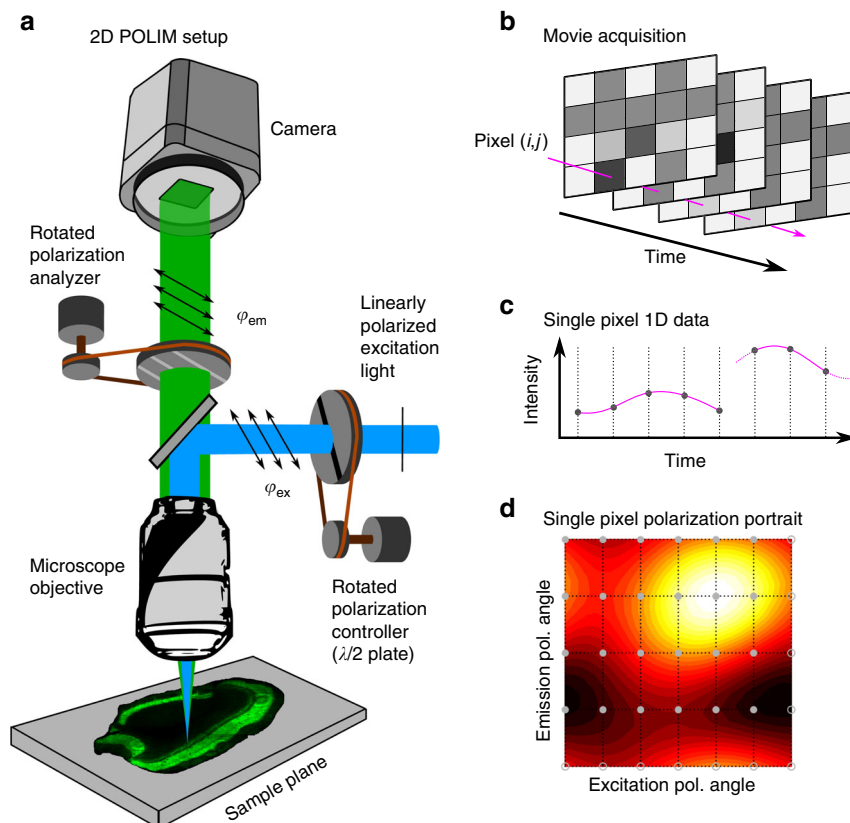 a
2D POLIM setup
Camera
Rotated
polarization
analyzer
φem
Linearly
polarized
excitation
light
φex
Microscope
objective
Rotated
polarization
controller
(λ/2 plate)
Sample plane
b
Movie acquisition
Pixel (i,j)
Time
c
Single pixel 1D data
Intensity
Time
d
Single pixel polarization portrait
Emission pol. angle
Excitation pol. angle